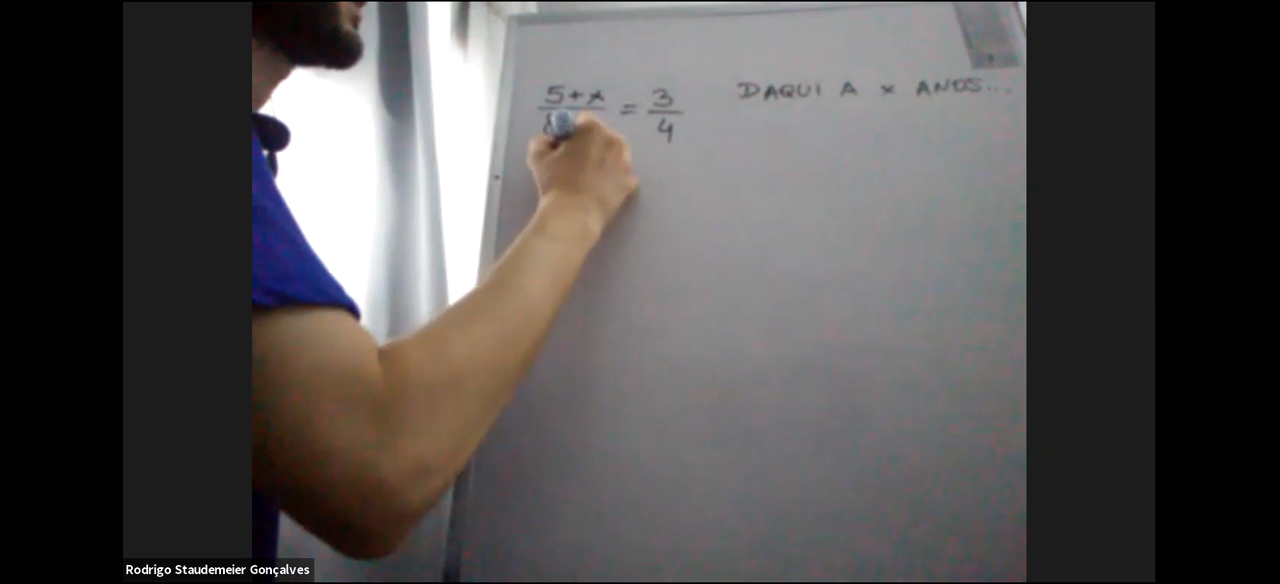 5+x = 3 DAQUI A x ANOS...
4
Rodrigo Staudemeier Gonçalves